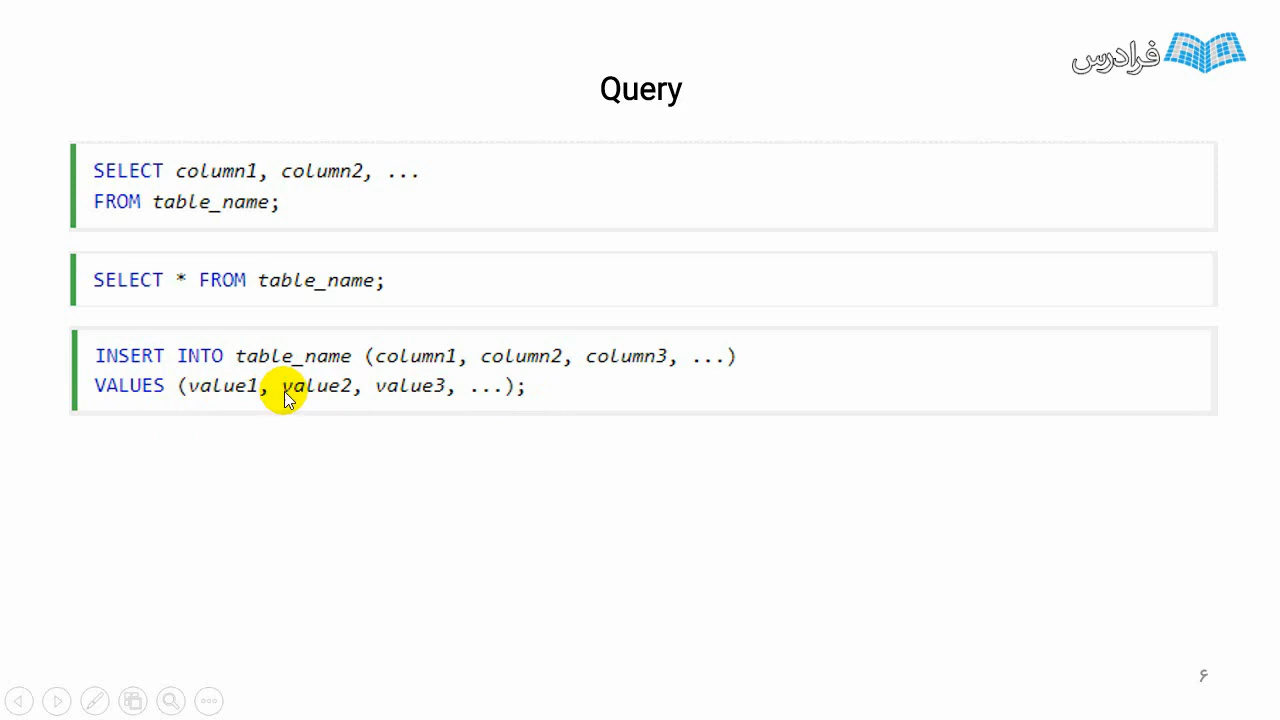 فرادرس
Query
SELECT column1, column2, ...
FROM table_name;
SELECT * FROM table_name;
INSERT INTO table_name (column1, column2, column3, ...)
VALUES (value1, value2, value3, ...);
۶